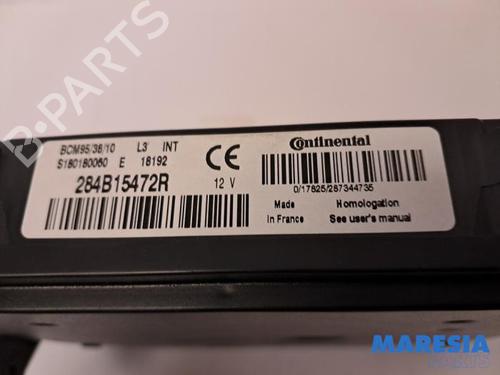 B-PARTS
BCM95/38/10 L3 INT
S180180060 E 18192
CE
284B15472R 12 V
Continental
0/17825/287344735
Made in France
Homologation See user's manual
MARESIA
PARTS